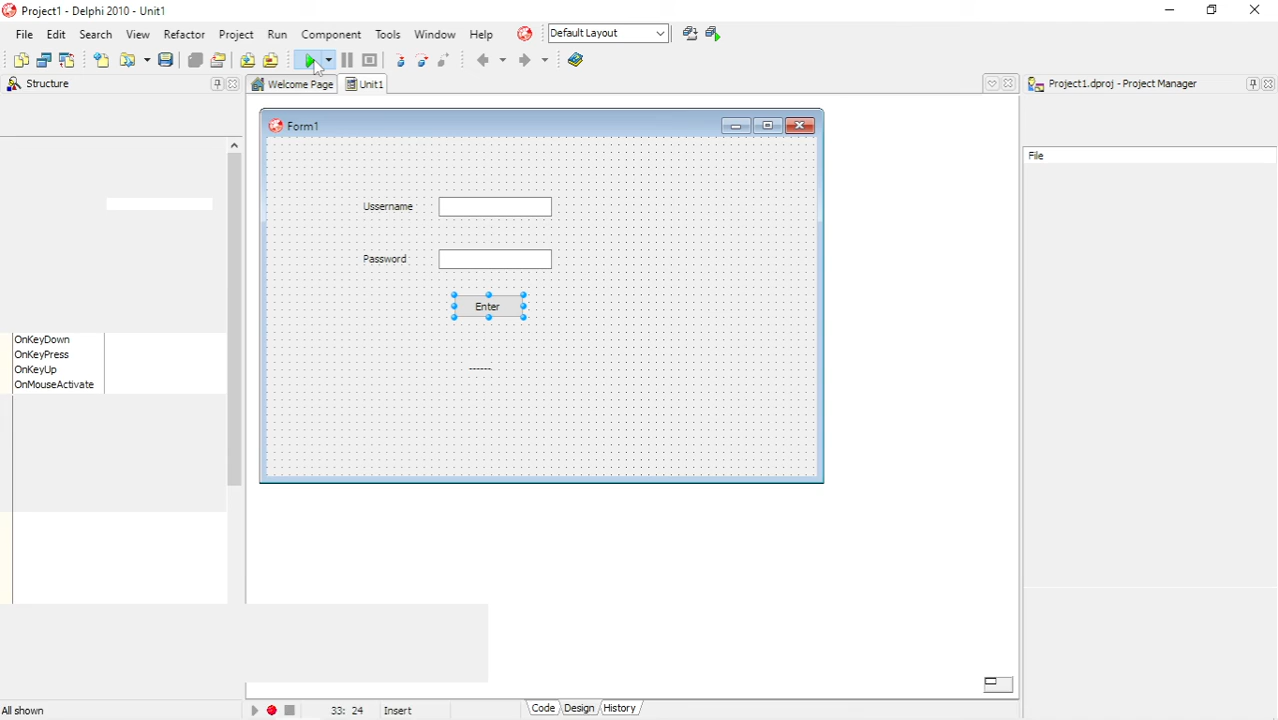 Project1 - Delphi 2010 - Unit1
File Edit Search View Refactor Project Run Component Tools Window Help Default Layout
Structure
Welcome Page Unit1
Project1.dproj - Project Manager
Form1
File
Ussername
Password
Enter
------
OnKeyDown
OnKeyPress
OnKeyUp
OnMouseActivate
All shown
33: 24 Insert
Code Design History